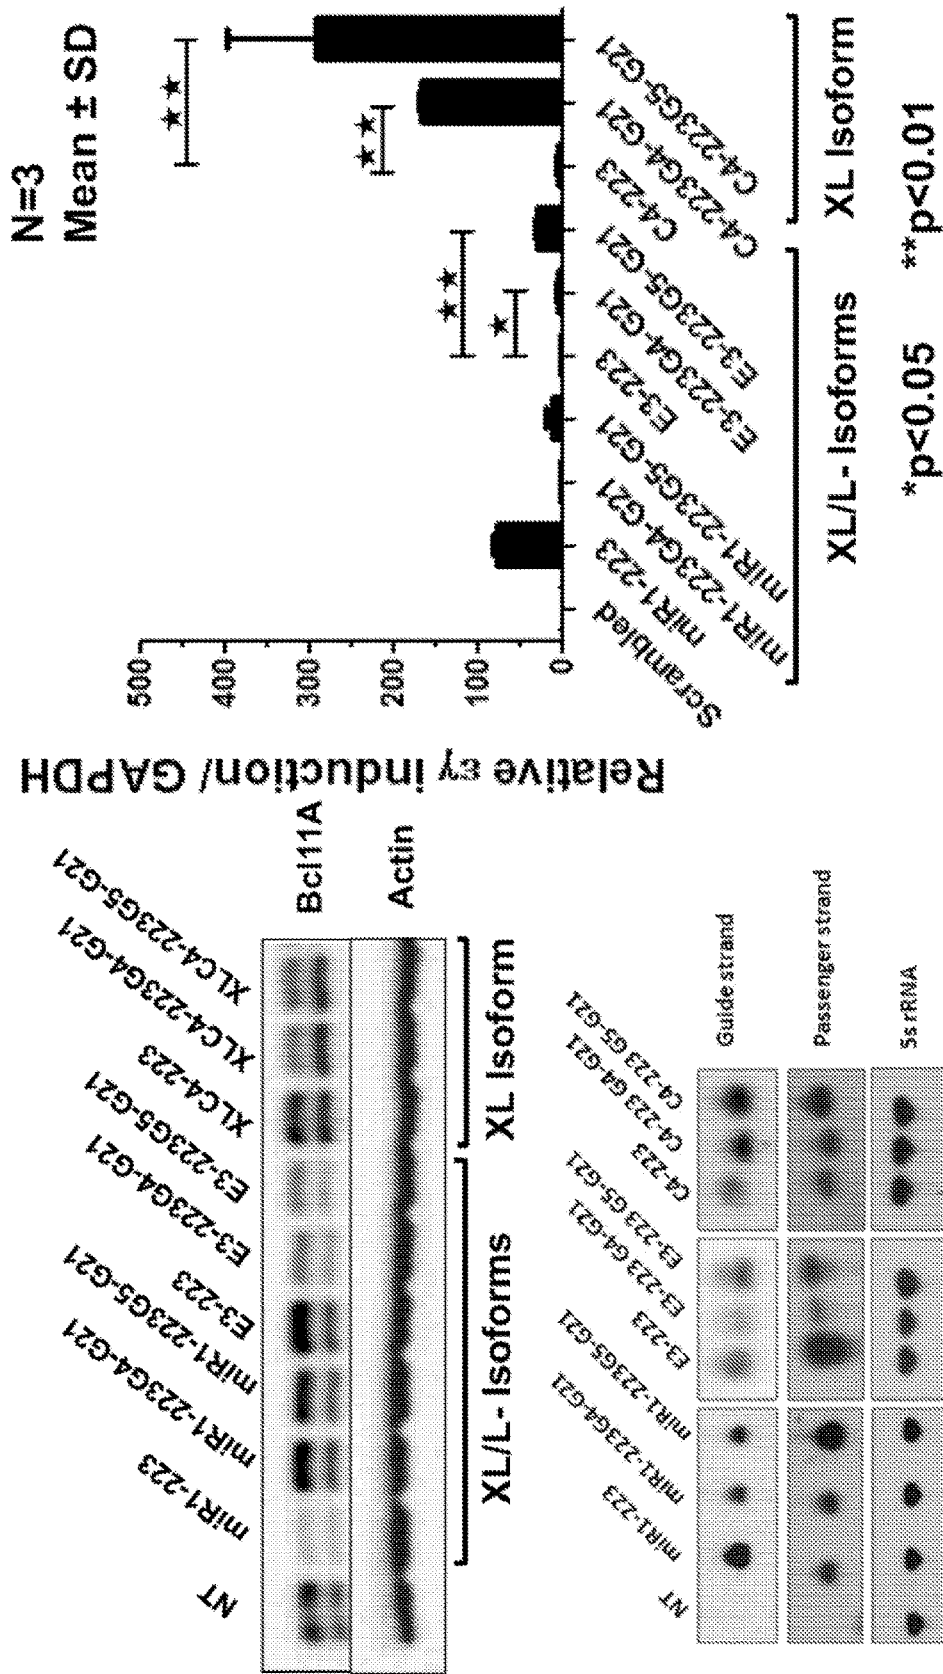 NT
miR1-223
miR1-223G4-G21
miR1-223G5-G21
E3-223
E3-223G4-G21
E3-223G5-G21
XLC4-223
XLC4-223G4-G21
XLC4-223G5-G21
Bcl11A
Actin
XL/L- Isoforms
XL Isoform
NT
miR1-223
miR1-223G4-G21
miR1-223G5-G21
E3-223
E3-223 G4-G21
E3-223 G5-G21
C4-223
C4-223 G4-G21
C4-223 G5-G21
Guide strand
Passenger strand
5s rRNA
N=3
Mean ± SD
Relative εγ induction/ GAPDH
500
400
300
200
100
0
★
★★
★★
★★
Scrambled
miR1-223
miR1-223G4-G21
miR1-223G5-G21
E3-223
E3-223G4-G21
E3-223G5-G21
C4-223
C4-223G4-G21
C4-223G5-G21
XL/L- Isoforms
XL Isoform
*p<0.05 **p<0.01